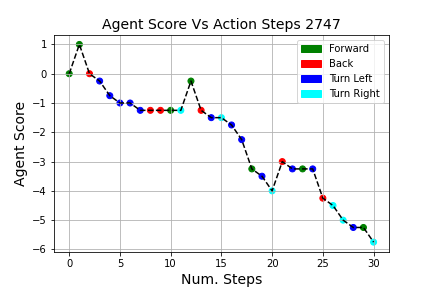 Agent Score Vs Action Steps 2747
Forward
Back
Turn Left
Turn Right
Agent Score
1
0
−1
−2
−3
−4
−5
−6
0 5 10 15 20 25 30
Num. Steps